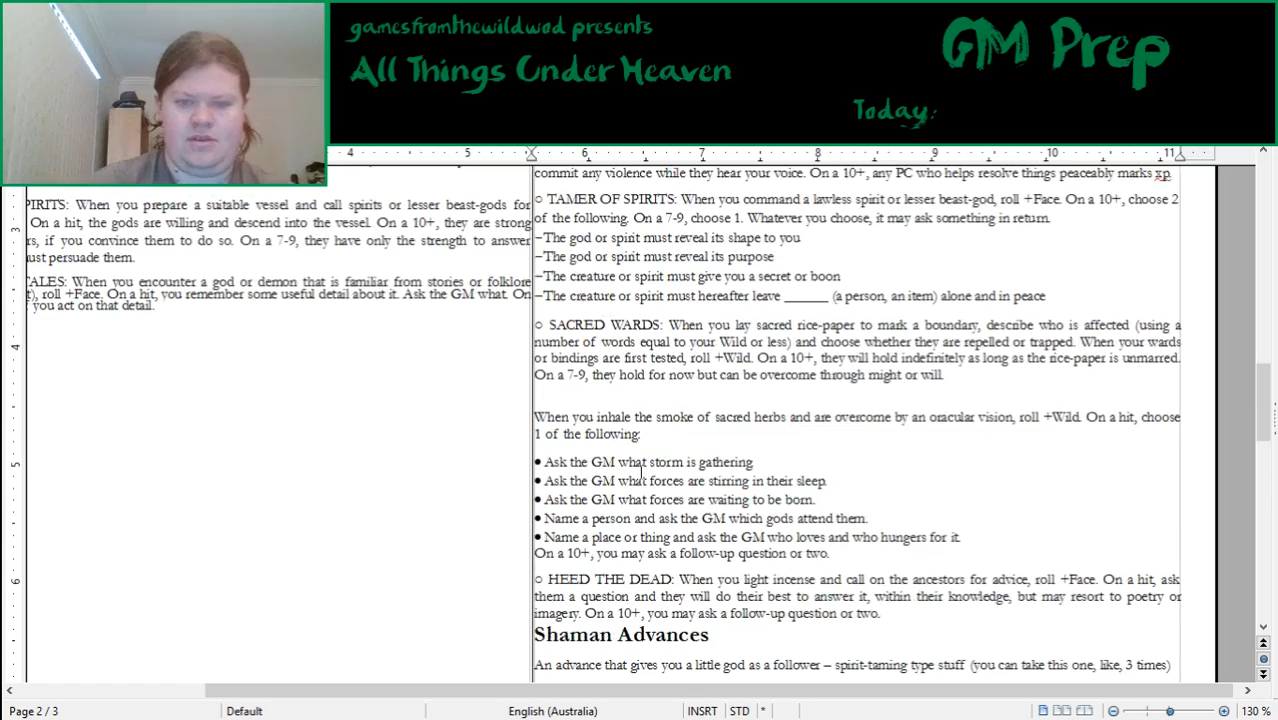 gamesfromthewildwod presents
All Things Under Heaven
GM Prep
Today:
4 5 6 7 8 9 10 11
commit any violence while they hear your voice. On a 10+, any PC who helps resolve things peaceably marks xp
PIRITS: When you prepare a suitable vessel and call spirits or lesser beast-gods for
On a hit, the gods are willing and descend into the vessel. On a 10+, they are strong
rs, if you convince them to do so. On a 7-9, they have only the strength to answer
ust persuade them.
TALES: When you encounter a god or demon that is familiar from stories or folklore
t), roll +Face. On a hit, you remember some useful detail about it. Ask the GM what. On
you act on that detail.
○ TAMER OF SPIRITS: When you command a lawless spirit or lesser beast-god, roll +Face. On a 10+, choose 2
of the following. On a 7-9, choose 1. Whatever you choose, it may ask something in return.
–The god or spirit must reveal its shape to you
–The god or spirit must reveal its purpose
–The creature or spirit must give you a secret or boon
–The creature or spirit must hereafter leave ______ (a person, an item) alone and in peace
○ SACRED WARDS: When you lay sacred rice-paper to mark a boundary, describe who is affected (using a
number of words equal to your Wild or less) and choose whether they are repelled or trapped. When your wards
or bindings are first tested, roll +Wild. On a 10+, they will hold indefinitely as long as the rice-paper is unmarred.
On a 7-9, they hold for now but can be overcome through might or will.
When you inhale the smoke of sacred herbs and are overcome by an oracular vision, roll +Wild. On a hit, choose
1 of the following:
● Ask the GM what storm is gathering
● Ask the GM what forces are stirring in their sleep.
● Ask the GM what forces are waiting to be born.
● Name a person and ask the GM which gods attend them.
● Name a place or thing and ask the GM who loves and who hungers for it.
On a 10+, you may ask a follow-up question or two.
○ HEED THE DEAD: When you light incense and call on the ancestors for advice, roll +Face. On a hit, ask
them a question and they will do their best to answer it, within their knowledge, but may resort to poetry or
imagery. On a 10+, you may ask a follow-up question or two.
Shaman Advances
An advance that gives you a little god as a follower – spirit-taming type stuff (you can take this one, like, 3 times)
3
4
5
6
Page 2 / 3 Default English (Australia) INSRT STD * 130 %